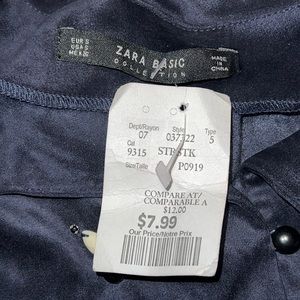 ZARA BASIC
COLLECTION
EUR S
USA S
MEX 26
MADE IN
CHINA
Dept/Rayon
07
Style
037322
Type
5
Cat
9315
STRSTK
Size/Taille
P0919
COMPARE AT/
COMPARABLE A
$12.00
$7.99
Our Price/Notre Prix